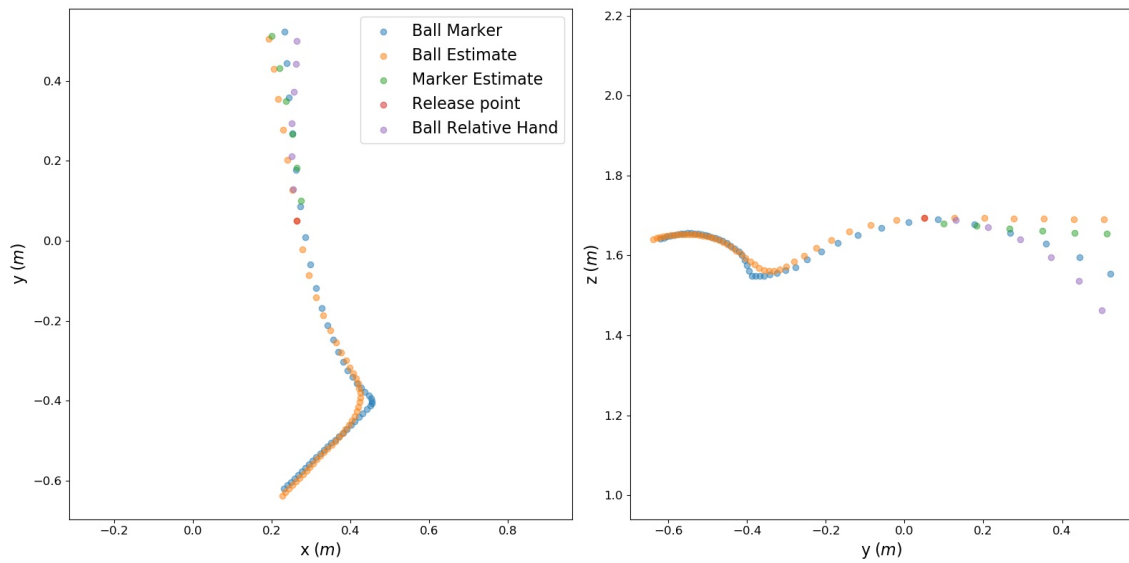 Ball Marker
Ball Estimate
Marker Estimate
Release point
Ball Relative Hand
0.4
0.2
0.0
−0.2
−0.4
−0.6
y (m)
−0.2
0.0
0.2
0.4
0.6
0.8
x (m)
2.2
2.0
1.8
1.6
1.4
1.2
1.0
z (m)
−0.6
−0.4
−0.2
0.0
0.2
0.4
y (m)